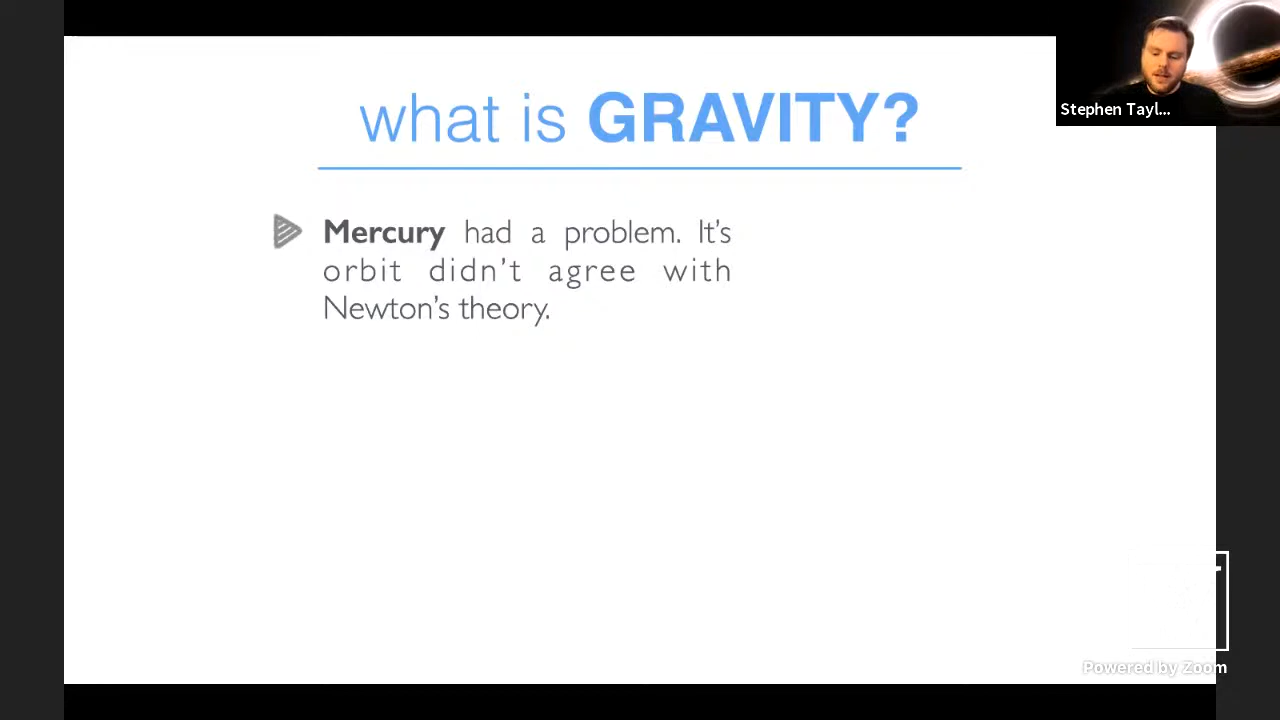 what is GRAVITY?
Stephen Tayl...
Mercury had a problem. It's
orbit didn't agree with
Newton's theory.
Powered by Zoom